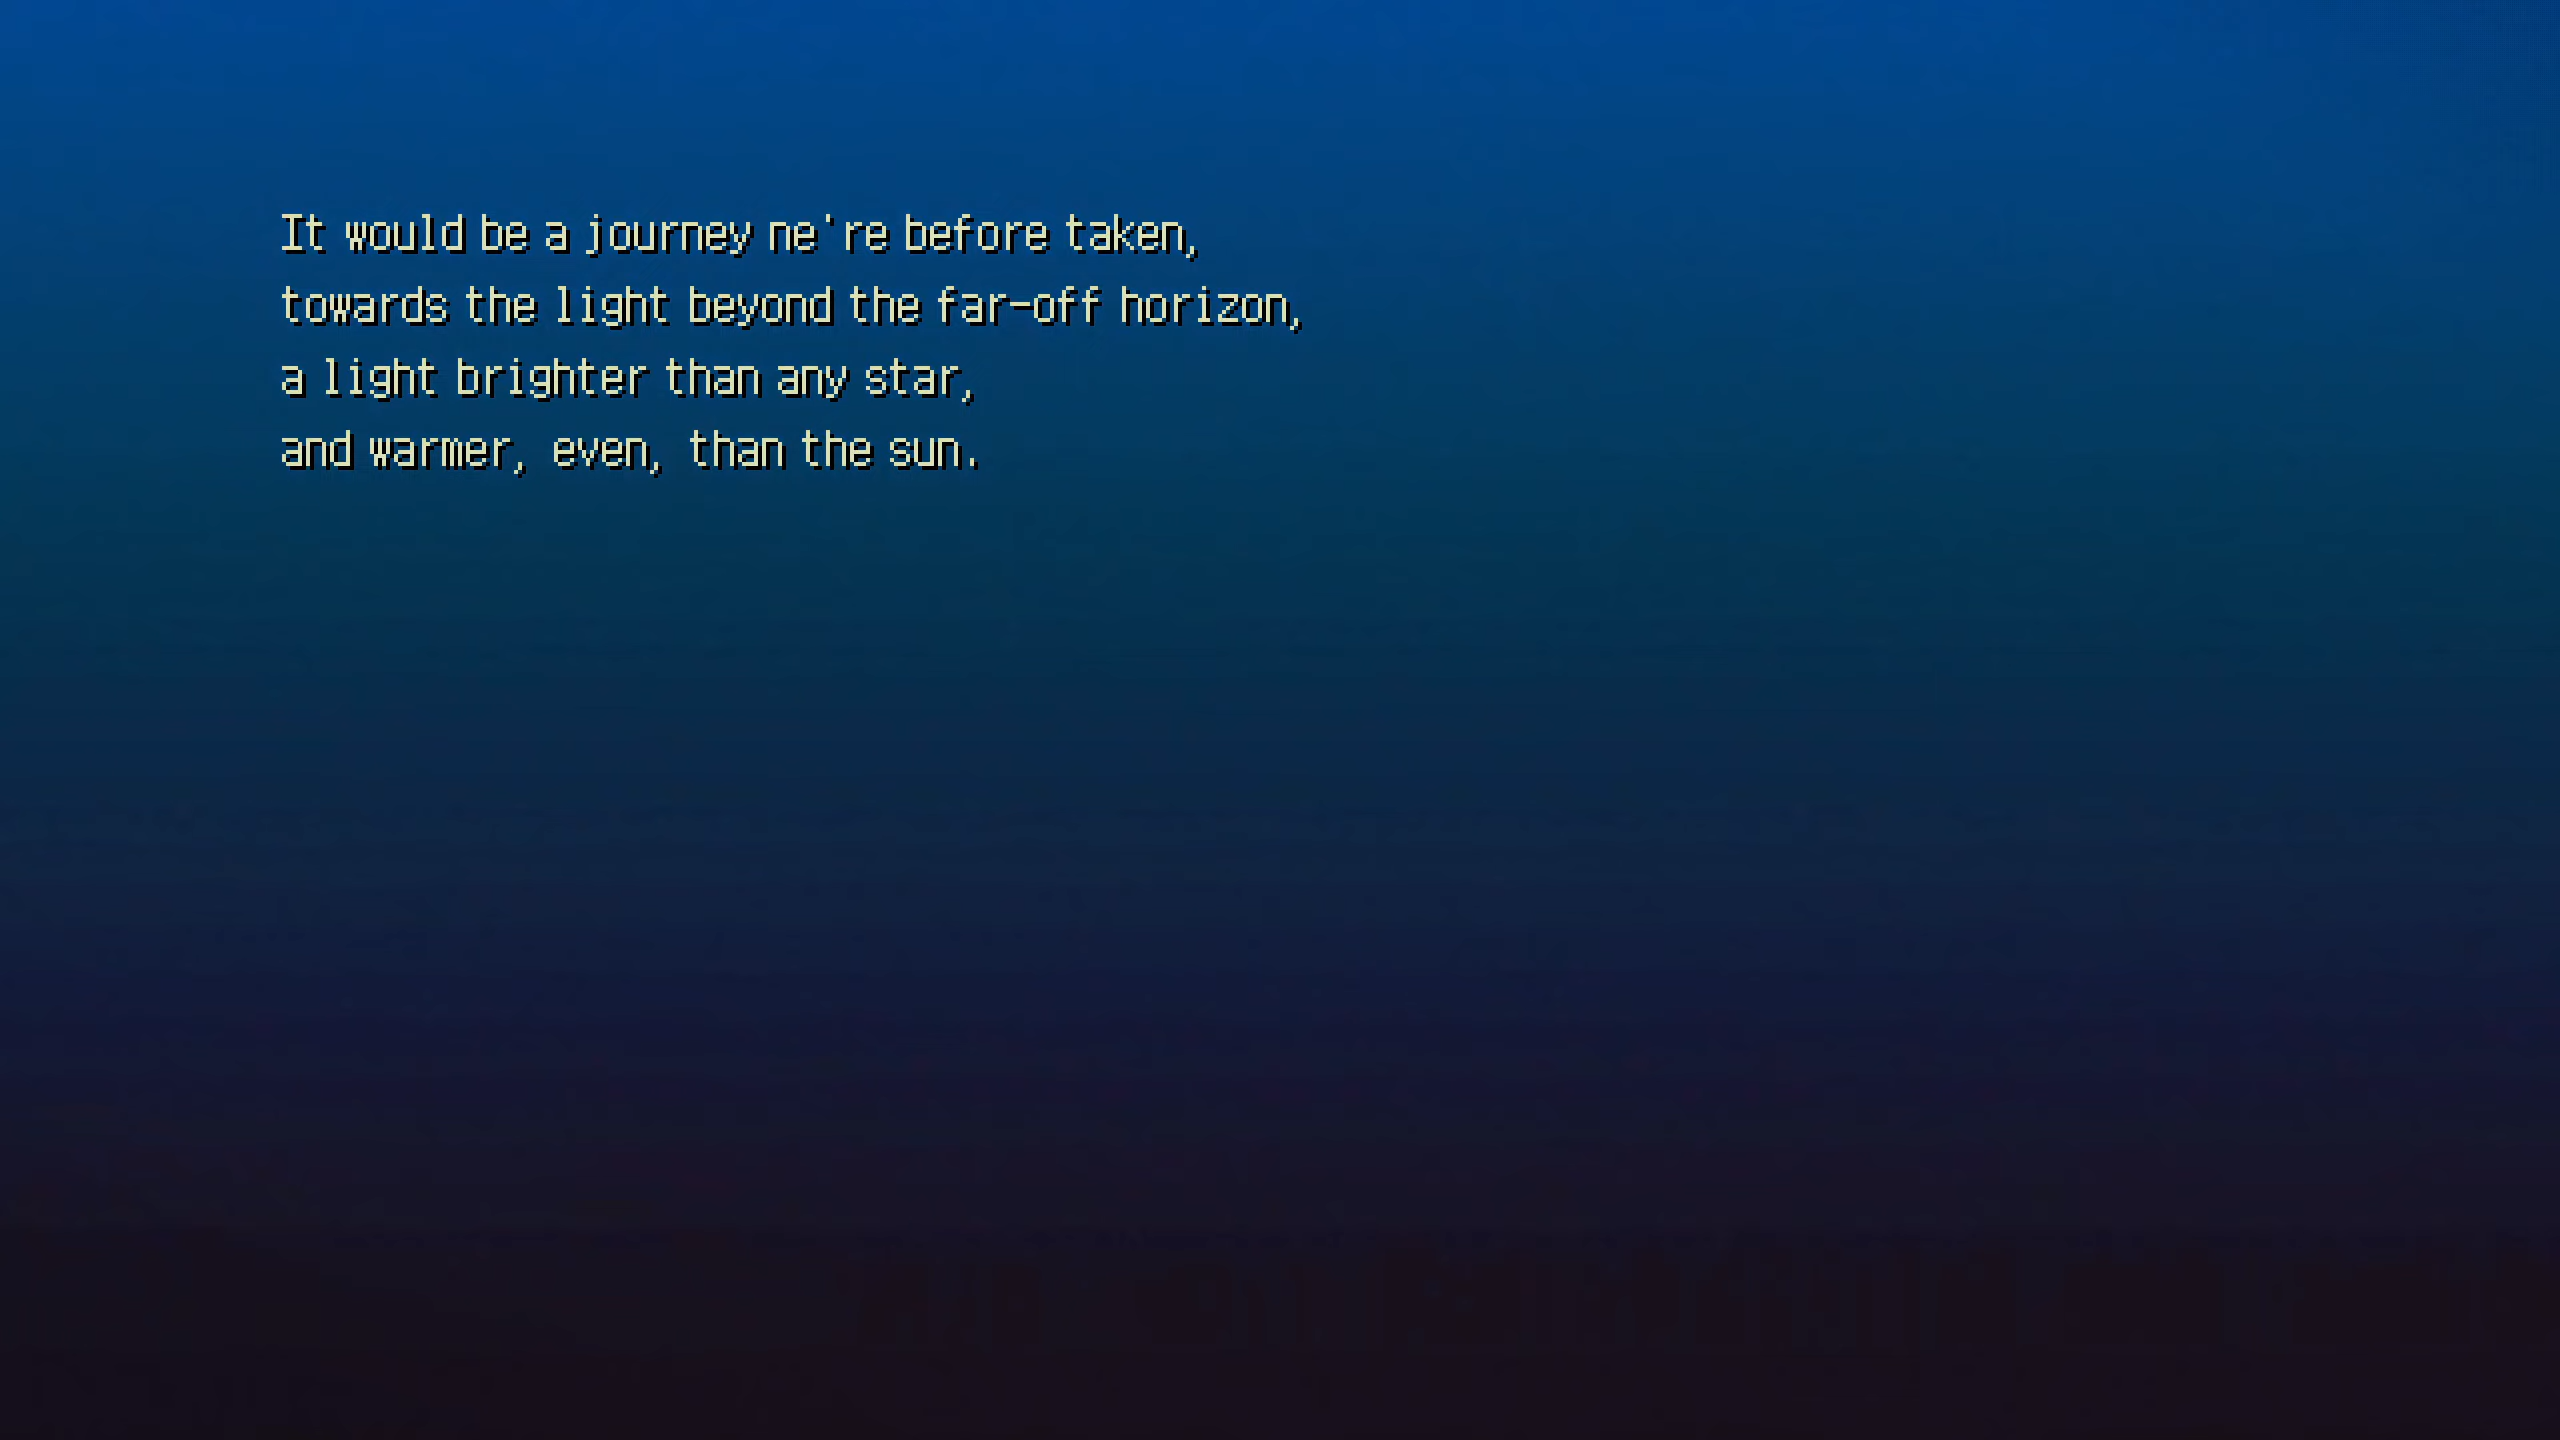 It would be a journey ne're before taken,
towards the light beyond the far-off horizon,
a light brighter than any star,
and warmer, even, than the sun.